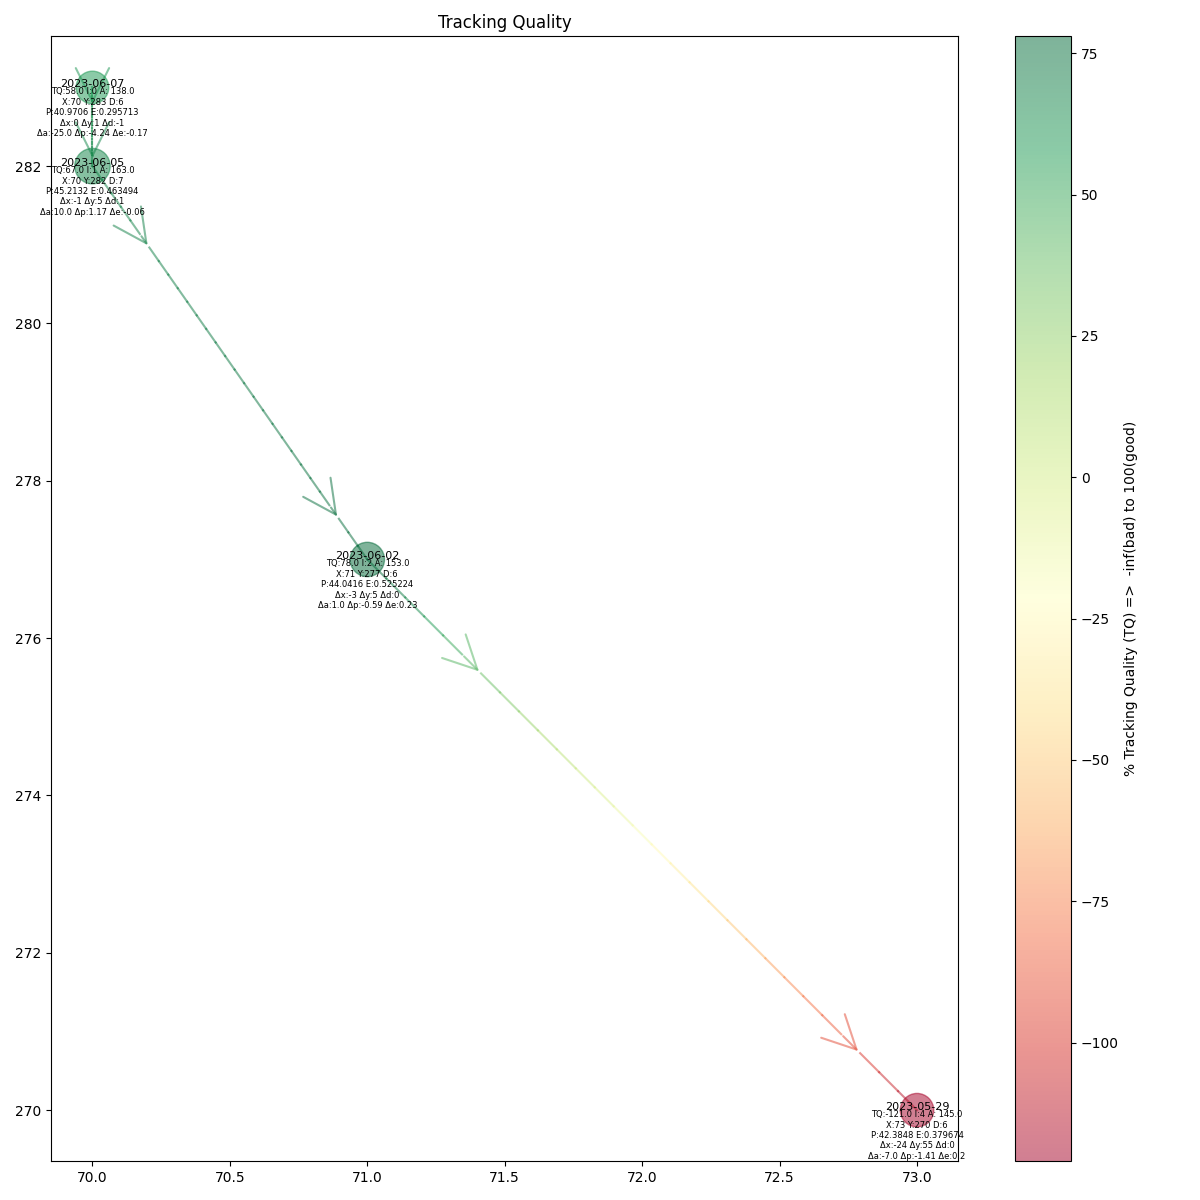 Tracking Quality
2023-06-07
TQ:58.0 I:0 A: 138.0
X:70 Y:283 D:6
P:40.9706 E:0.295713
Δx:0 Δy:1 Δd:-1
Δa:-25.0 Δp:-4.24 Δe:-0.17
2023-06-05
TQ:67.0 I:1 A: 163.0
X:70 Y:282 D:7
P:45.2132 E:0.463494
Δx:-1 Δy:5 Δd:1
Δa:10.0 Δp:1.17 Δe:-0.06
2023-06-02
TQ:78.0 I:2 A: 153.0
X:71 Y:277 D:6
P:44.0416 E:0.525224
Δx:-3 Δy:5 Δd:0
Δa:1.0 Δp:-0.59 Δe:0.23
2023-05-29
TQ:-121.0 I:4 A: 145.0
X:73 Y:270 D:6
P:42.3848 E:0.379674
Δx:-24 Δy:55 Δd:0
Δa:-7.0 Δp:-1.41 Δe:0.2
282
280
278
276
274
272
270
70.0
70.5
71.0
71.5
72.0
72.5
73.0
75
50
25
0
−25
−50
−75
−100
% Tracking Quality (TQ) =>  -inf(bad) to 100(good)